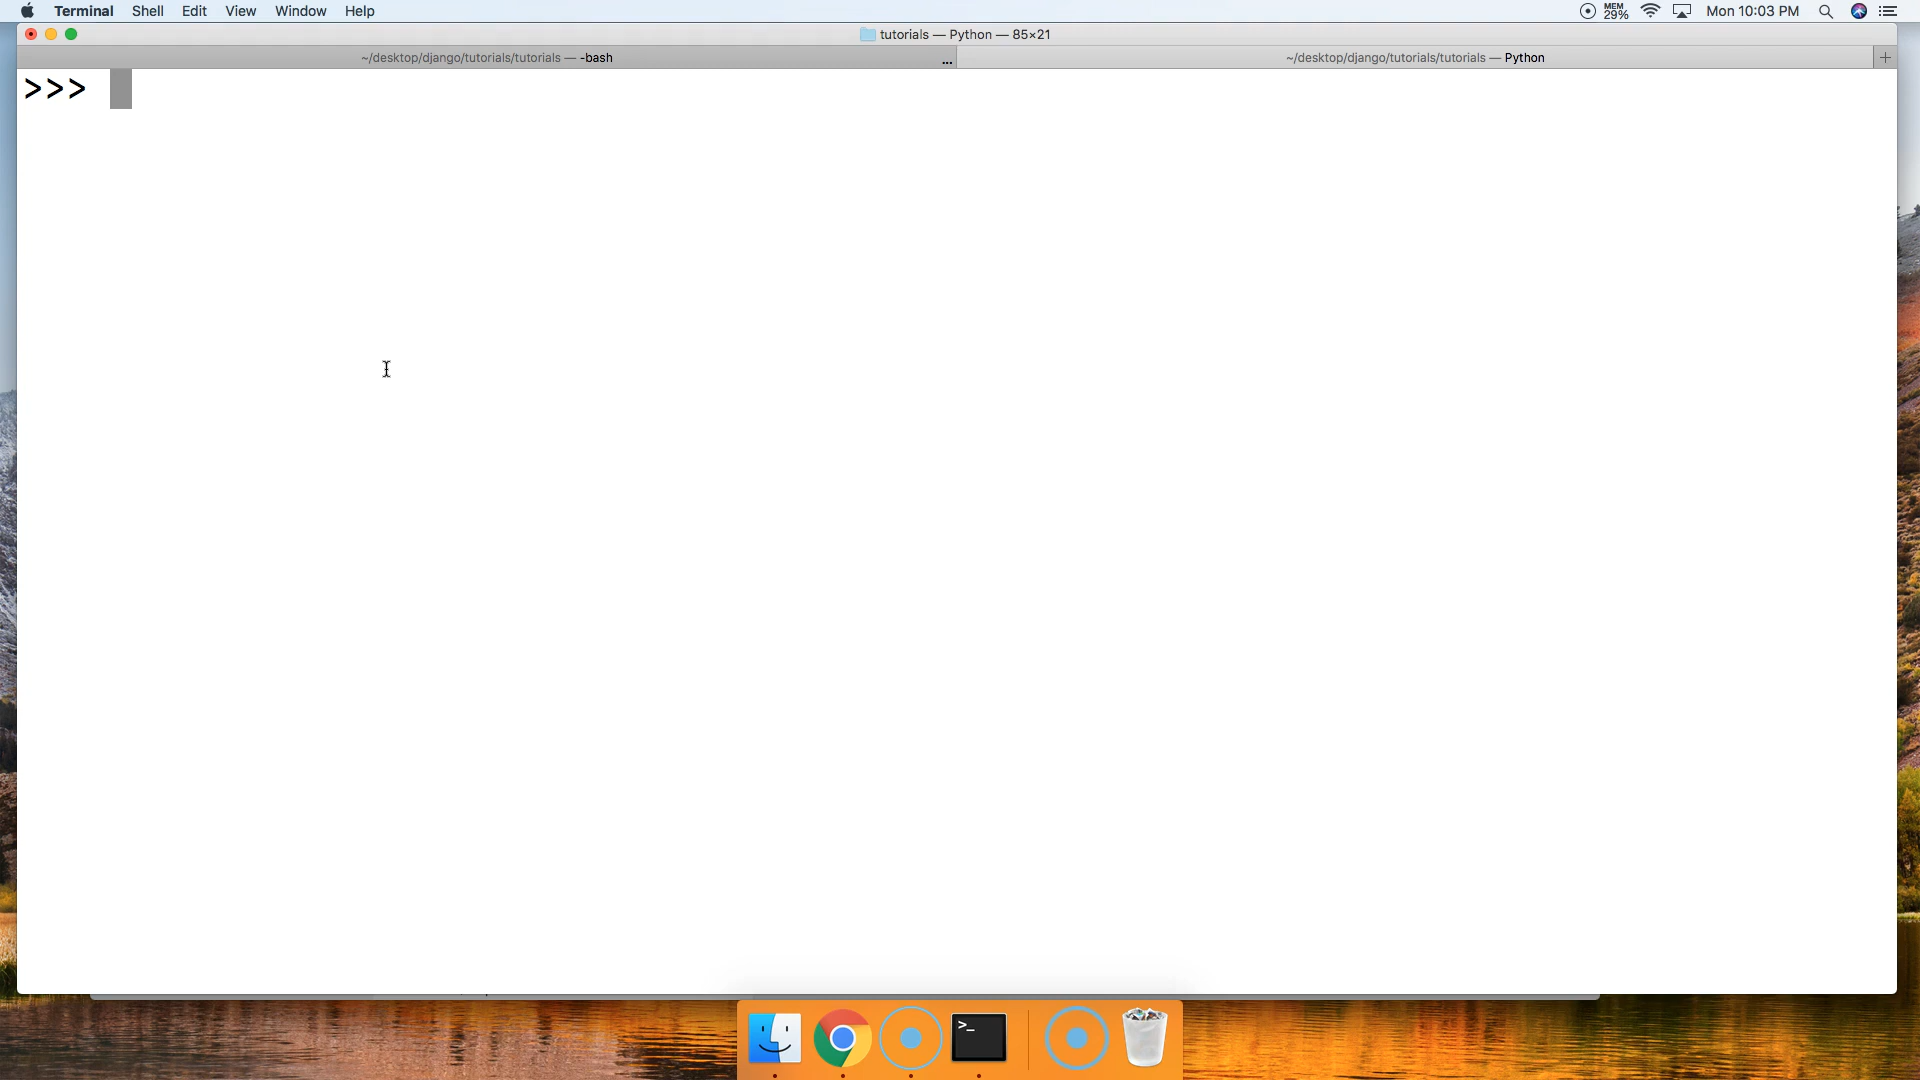 Terminal Shell Edit View Window Help MEM 29% Mon 10:03 PM
tutorials — Python — 85×21
~/desktop/django/tutorials/tutorials — -bash ... ~/desktop/django/tutorials/tutorials — Python +
>>>
>_